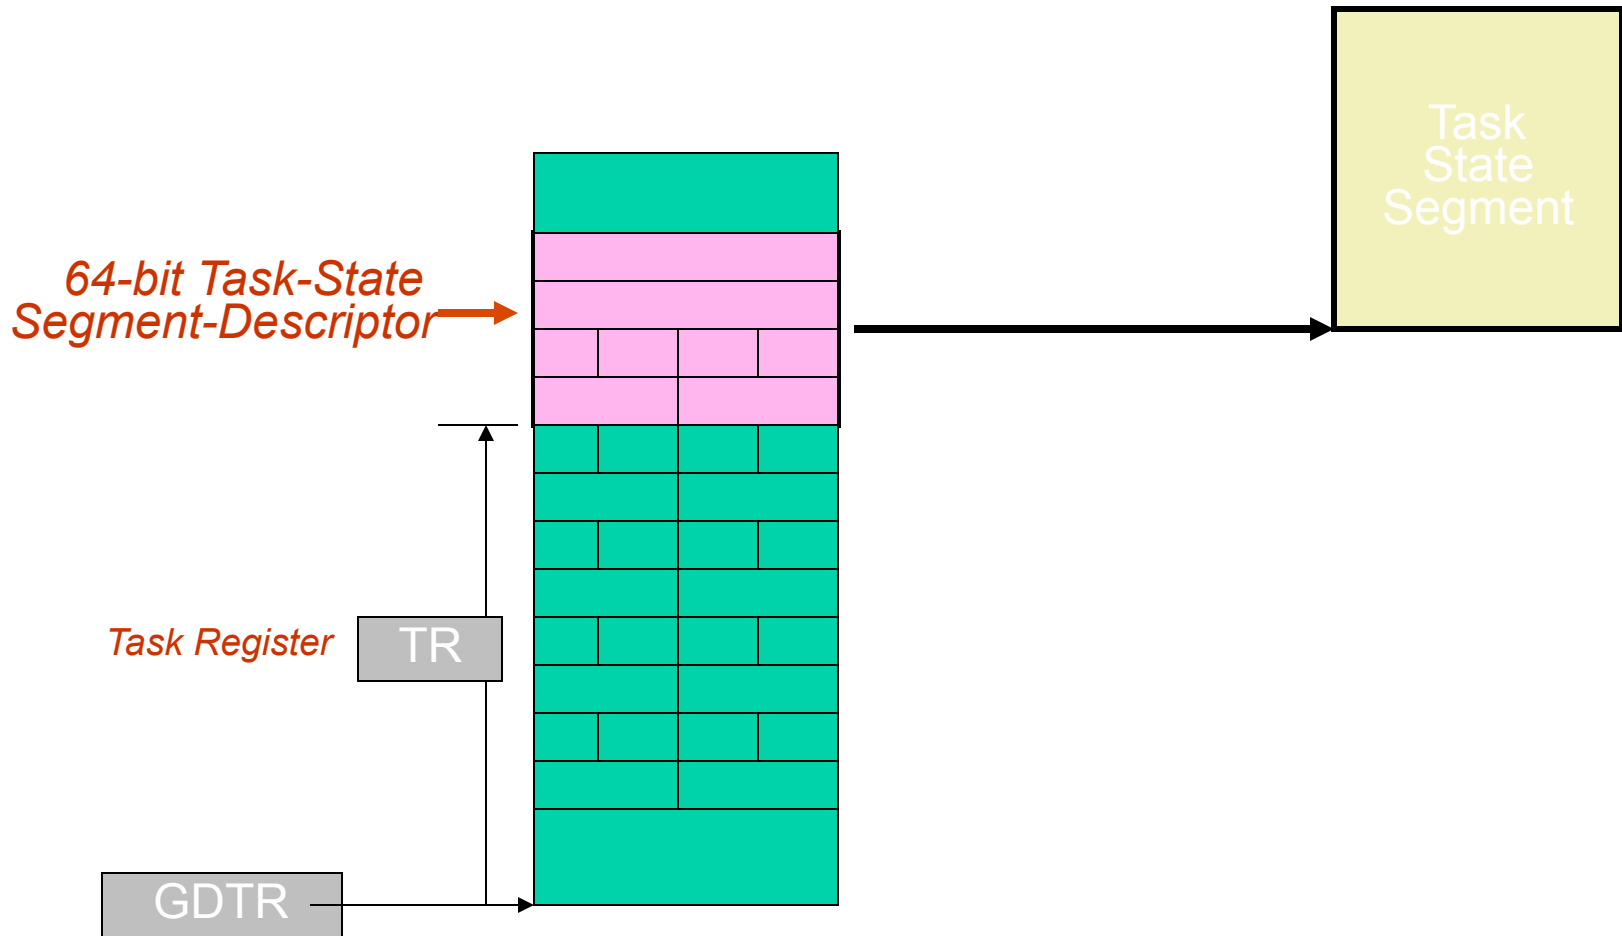 Task
State
Segment
64-bit Task-State
Segment-Descriptor
Task Register
TR
GDTR